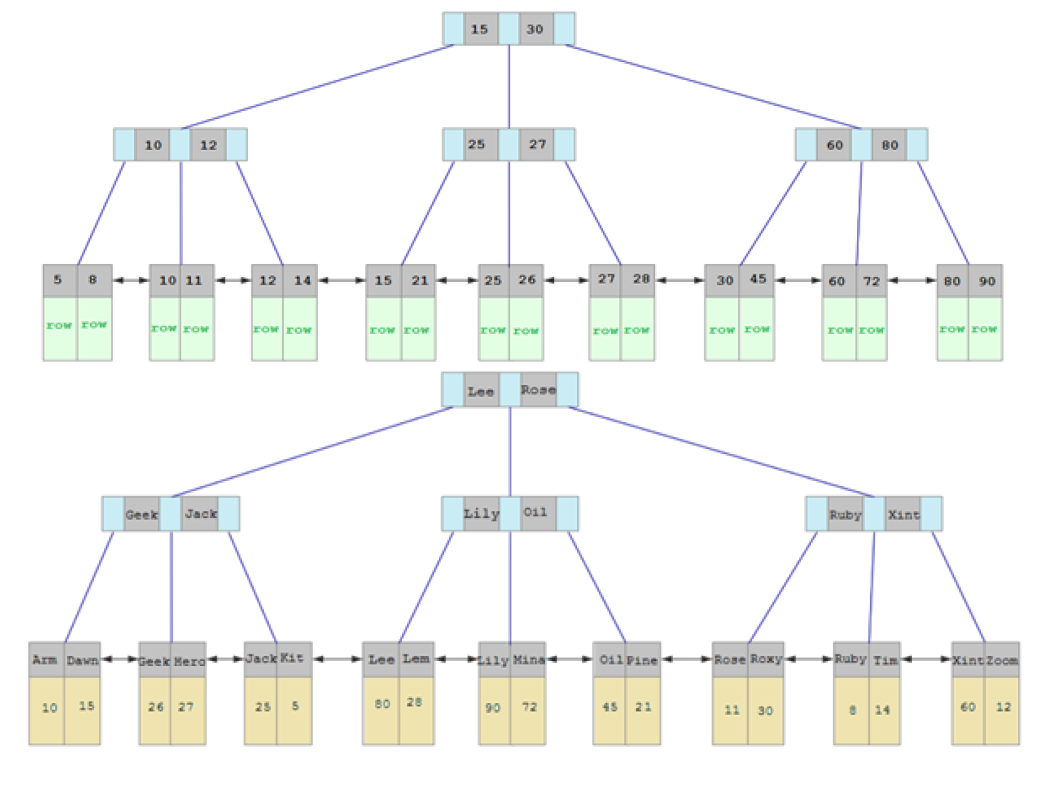 15 30
10 12 25 27 60 80
5 8 10 11 12 14 15 21 25 26 27 28 30 45 60 72 80 90
row row row row row row row row row row row row row row row row row row
Lee Rose
Geek Jack Lily Oil Ruby Xint
Arm Dawn Geek Hero Jack Kit Lee Lem Lily Mina Oil Pine Rose Roxy Ruby Tim Xint Zoom
10 15 26 27 25 5 80 28 90 72 45 21 11 30 8 14 60 12